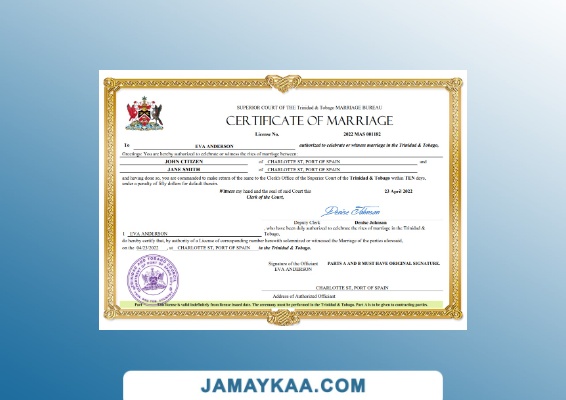 SUPERIOR COURT OF THE Trinidad & Tobago MARRIAGE BUREAU
CERTIFICATE OF MARRIAGE
License No. 2022 MAS 001182
To EVA ANDERSON authorized to celebrate or witness marriage in the Trinidad & Tobago,
Greetings: You are hereby authorized to celebrate or witness the rites of marriage between
JOHN CITIZEN of CHARLOTTE ST, PORT OF SPAIN and
JANE SMITH of CHARLOTTE ST, PORT OF SPAIN
and having done so, you are commanded to make return of the same to the Clerk's Office of the Superior Court of the Trinidad & Tobago within TEN days,
under a penalty of fifty dollars for default therein.
Witness my hand and the seal of said Court this 23 April 2022
Clerk of the Court,
Denise Johnson
Deputy Clerk Denise Johnson
who have been duly authorized to celebrate the rites of marriage in the Trinidad &
I EVA ANDERSON Tobago,
do hereby certify that, by authority of a License of corresponding number herewith solemnized or witnessed the Marriage of the parties aforesaid,
on the 04/23/2022 , at CHARLOTTE ST, PORT OF SPAIN in the Trinidad & Tobago.
Signature of the Officiant PARTS A AND B MUST HAVE ORIGINAL SIGNATURE.
EVA ANDERSON
CHARLOTTE ST, PORT OF SPAIN
Address of Authorized Officiant
license is valid indefinitely from license issued date. The ceremony must be performed in the Trinidad & Tobago. Part A is to be given to contracting parties.
JAMAYKAA.COM